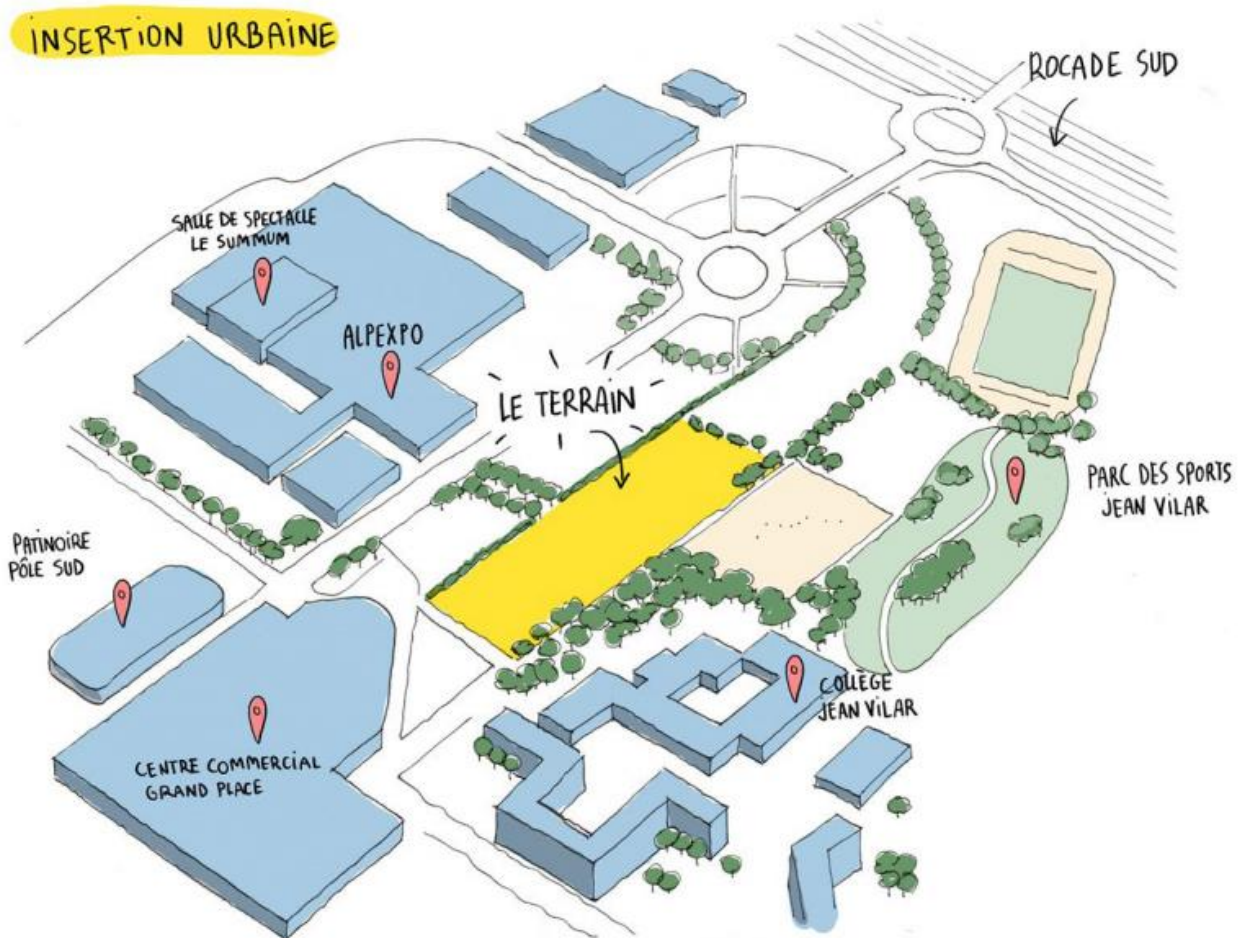 INSERTION URBAINE
ROCADE SUD
SALLE DE SPECTACLE
LE SUMMUM
ALPEXPO
LE TERRAIN
PARC DES SPORTS
JEAN VILAR
PATINOIRE
PÔLE SUD
COLLÈGE
JEAN VILAR
CENTRE COMMERCIAL
GRAND PLACE